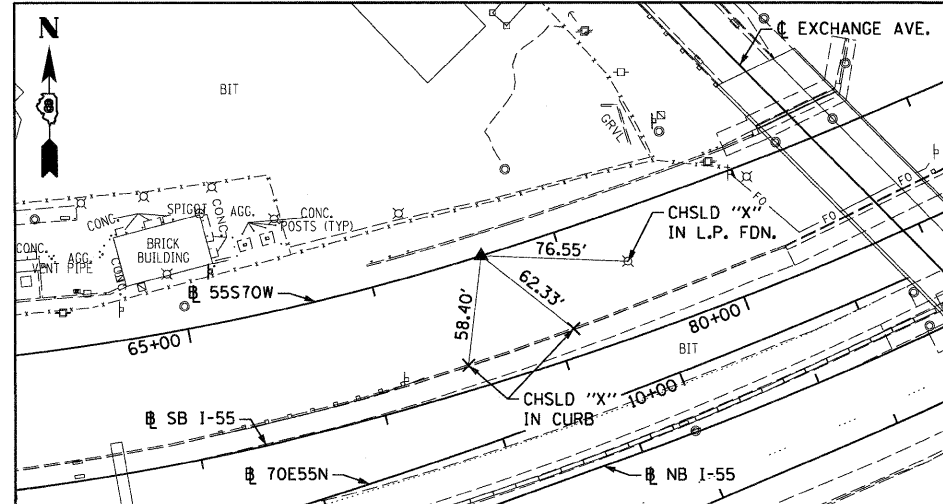 N
℄ EXCHANGE AVE.
BIT
GRVL
FO
FO
FO
CONC.
SPIGOT
AGG.
CONC.
POSTS (TYP)
CONC.
CONC.
AGG.
VENT PIPE
CONC
BRICK
BUILDING
CHSLD "X"
IN L.P. FDN.
76.55'
62.33'
58.40'
℔ 55S70W
65+00
80+00
BIT
10+00
CHSLD "X"
IN CURB
℔ SB I-55
℔ 70E55N
℔ NB I-55